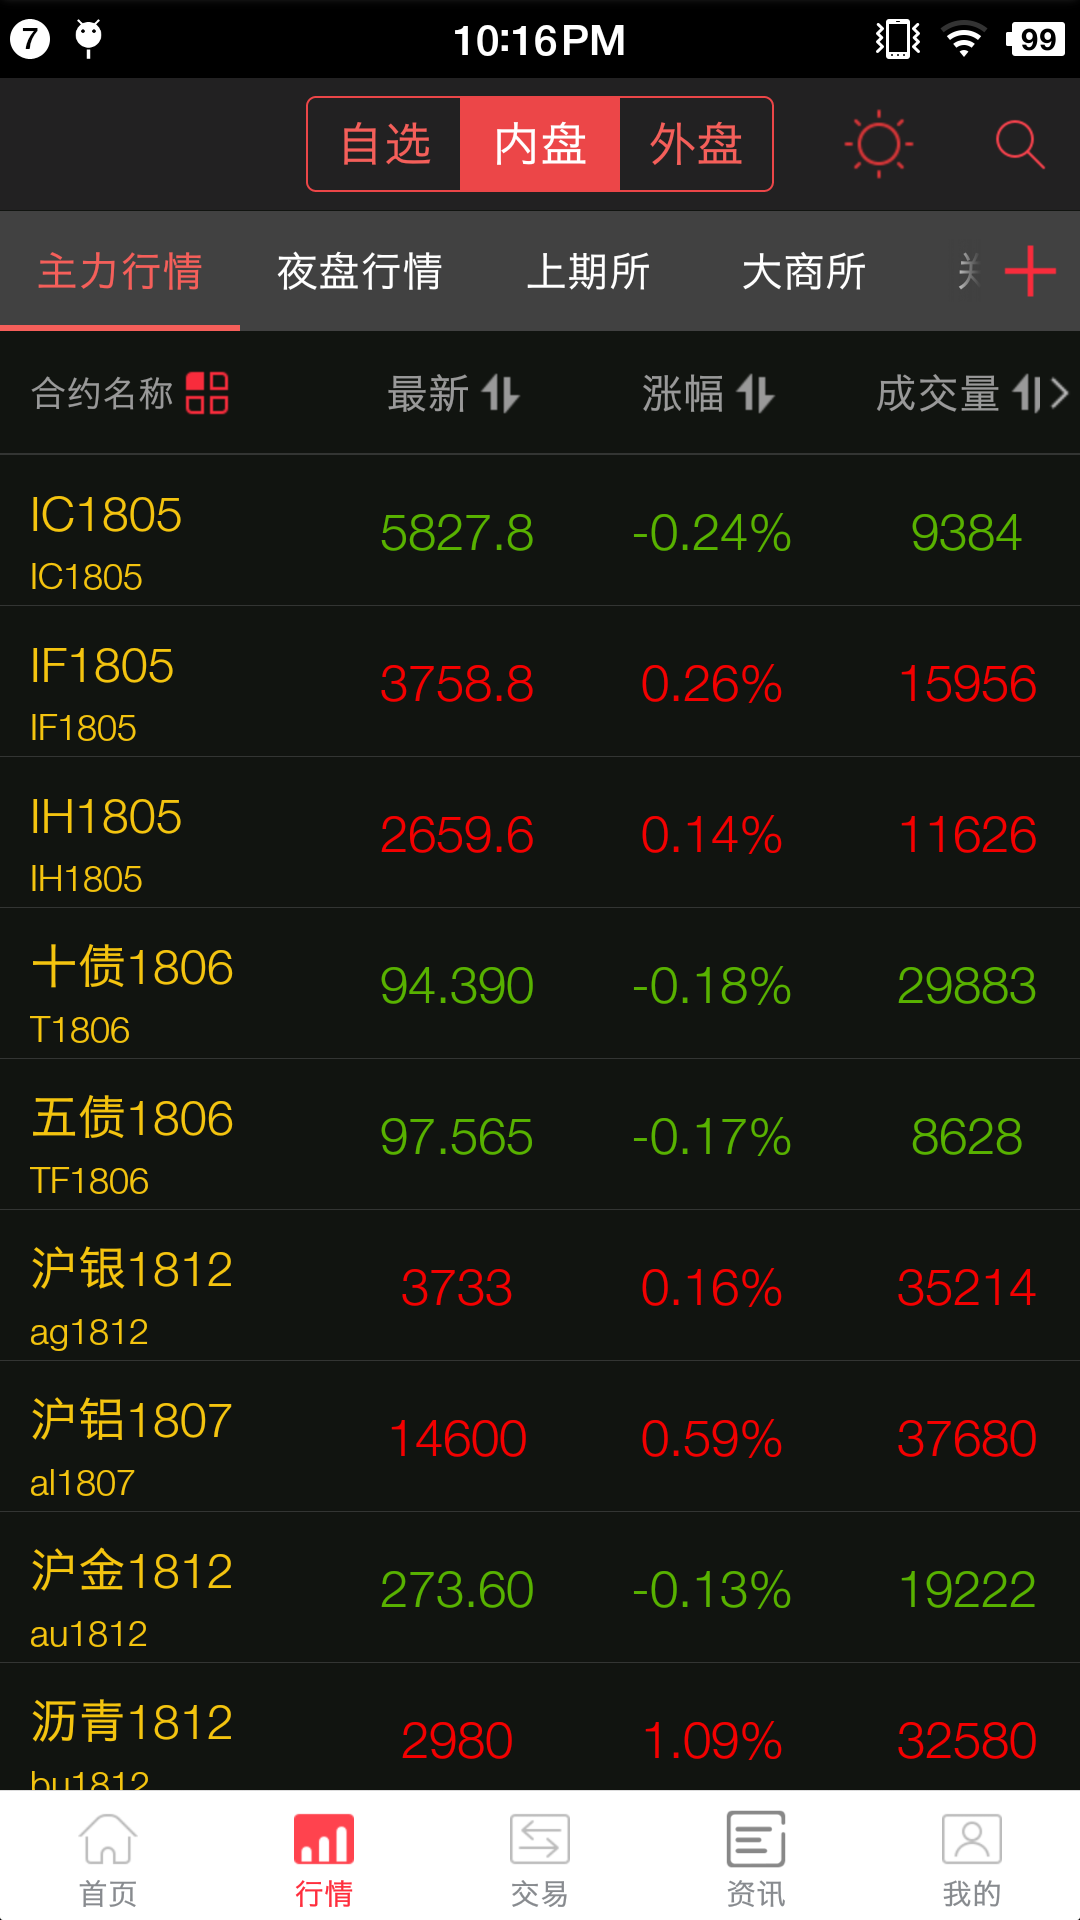 7 10:16PM 99
自选 内盘 外盘
主力行情 夜盘行情 上期所 大商所
合约名称 最新 涨幅 成交量
IC1805 5827.8 -0.24% 9384
IC1805
IF1805 3758.8 0.26% 15956
IF1805
IH1805 2659.6 0.14% 11626
IH1805
十债1806 94.390 -0.18% 29883
T1806
五债1806 97.565 -0.17% 8628
TF1806
沪银1812 3733 0.16% 35214
ag1812
沪铝1807 14600 0.59% 37680
al1807
沪金1812 273.60 -0.13% 19222
au1812
沥青1812 2980 1.09% 32580
bu1812
首页 行情 交易 资讯 我的